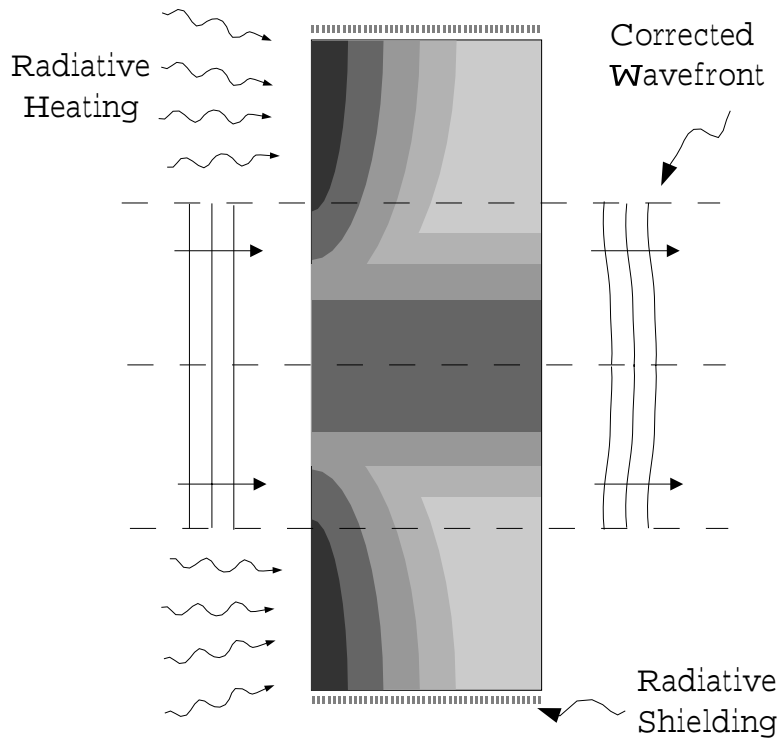 Radiative
Heating
Corrected
Wavefront
Radiative
Shielding